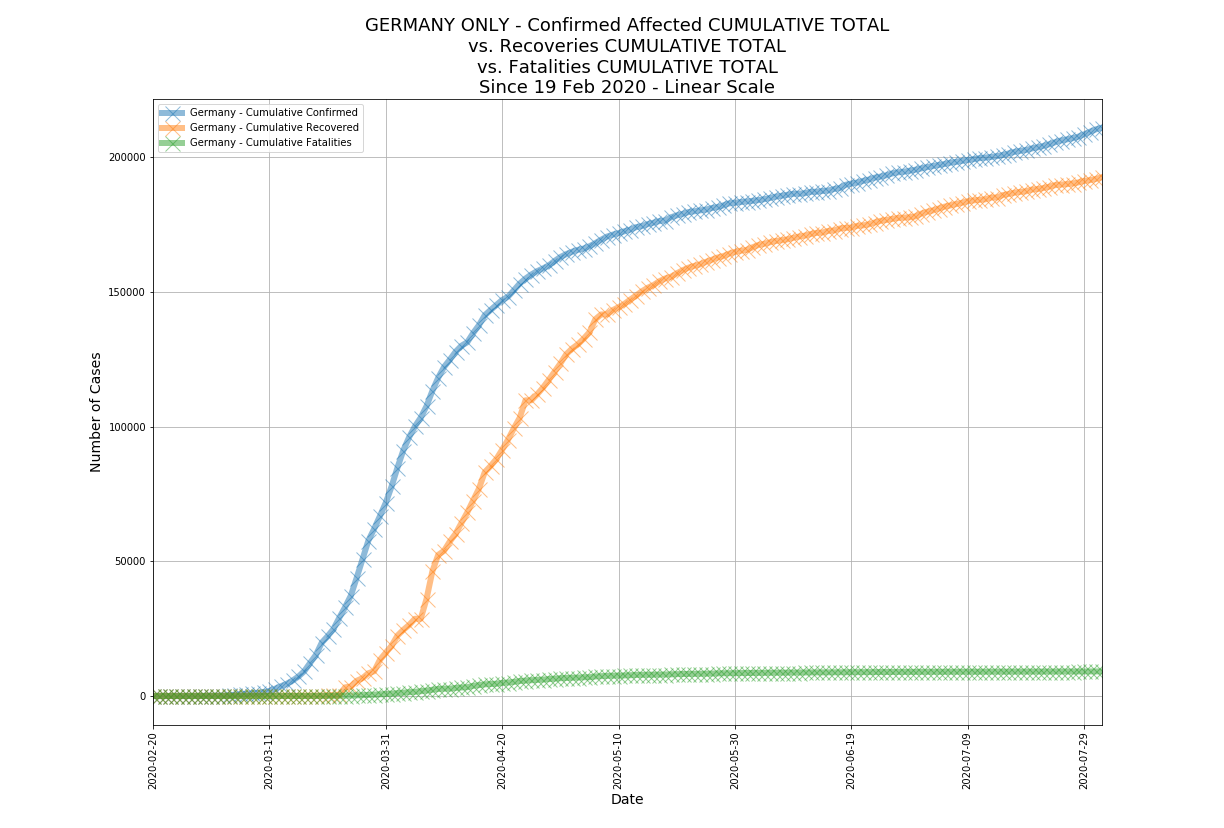 GERMANY ONLY - Confirmed Affected CUMULATIVE TOTAL
vs. Recoveries CUMULATIVE TOTAL
vs. Fatalities CUMULATIVE TOTAL
Since 19 Feb 2020 - Linear Scale
Germany - Cumulative Confirmed
Germany - Cumulative Recovered
Germany - Cumulative Fatalities
200000
150000
100000
50000
0
Number of Cases
2020-02-20
2020-03-11
2020-03-31
2020-04-20
2020-05-10
2020-05-30
2020-06-19
2020-07-09
2020-07-29
Date